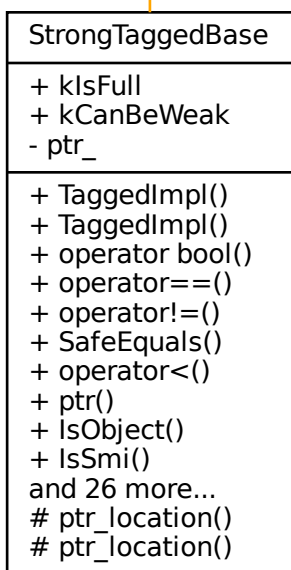 StrongTaggedBase
+ kIsFull
+ kCanBeWeak
- ptr_
+ TaggedImpl()
+ TaggedImpl()
+ operator bool()
+ operator==()
+ operator!=()
+ SafeEquals()
+ operator<()
+ ptr()
+ IsObject()
+ IsSmi()
and 26 more...
# ptr_location()
# ptr_location()